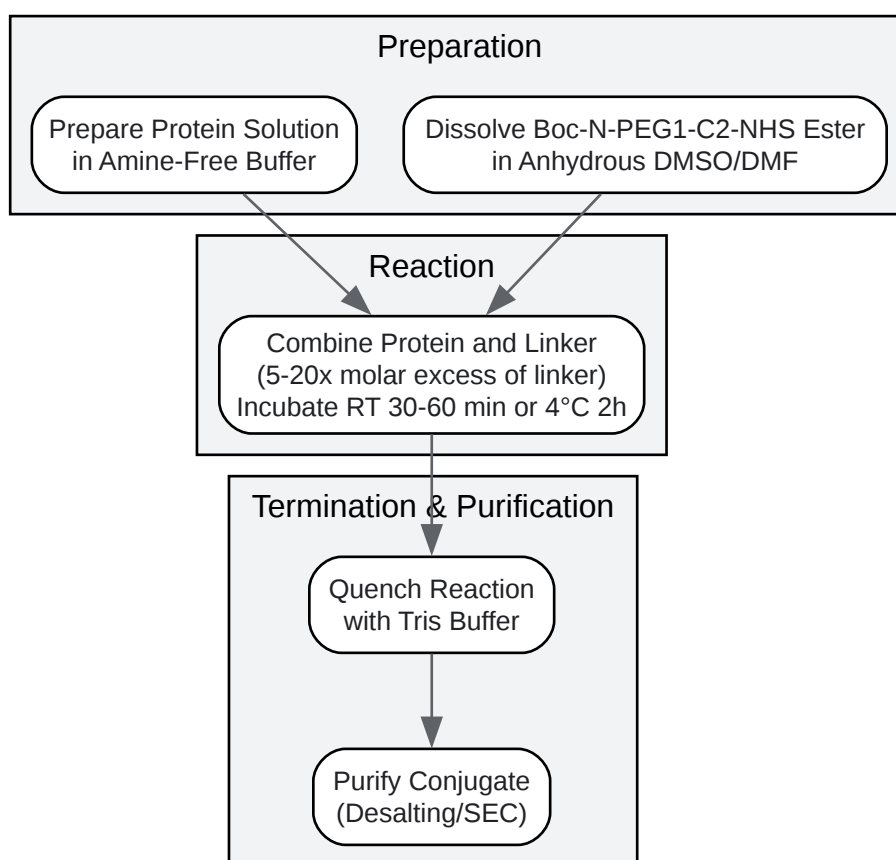 Preparation
Prepare Protein Solution
in Amine-Free Buffer
Dissolve Boc-N-PEG1-C2-NHS Ester
in Anhydrous DMSO/DMF
Reaction
Combine Protein and Linker
(5-20x molar excess of linker)
Incubate RT 30-60 min or 4°C 2h
Termination & Purification
Quench Reaction
with Tris Buffer
Purify Conjugate
(Desalting/SEC)